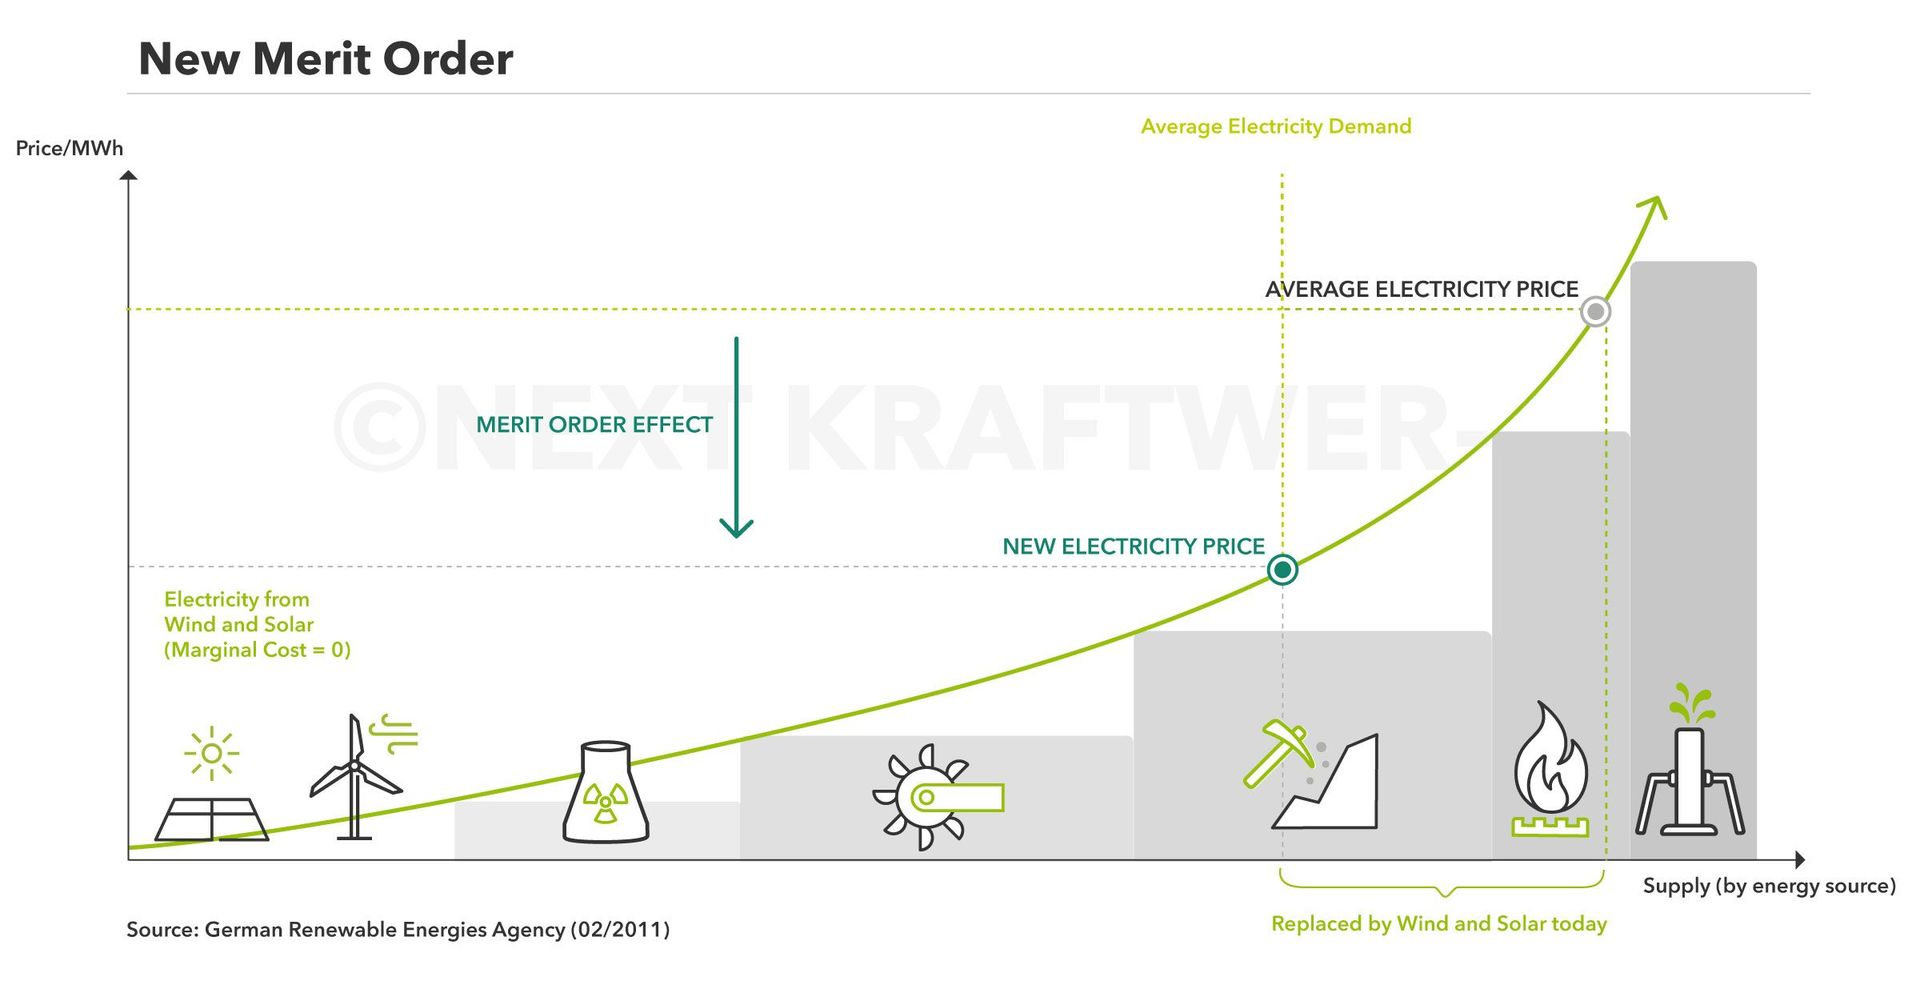 New Merit Order
Average Electricity Demand
Price/MWh
AVERAGE ELECTRICITY PRICE
©NEXT KRAFTWER-
MERIT ORDER EFFECT
NEW ELECTRICITY PRICE
Electricity from
Wind and Solar
(Marginal Cost = 0)
Supply (by energy source)
Replaced by Wind and Solar today
Source: German Renewable Energies Agency (02/2011)